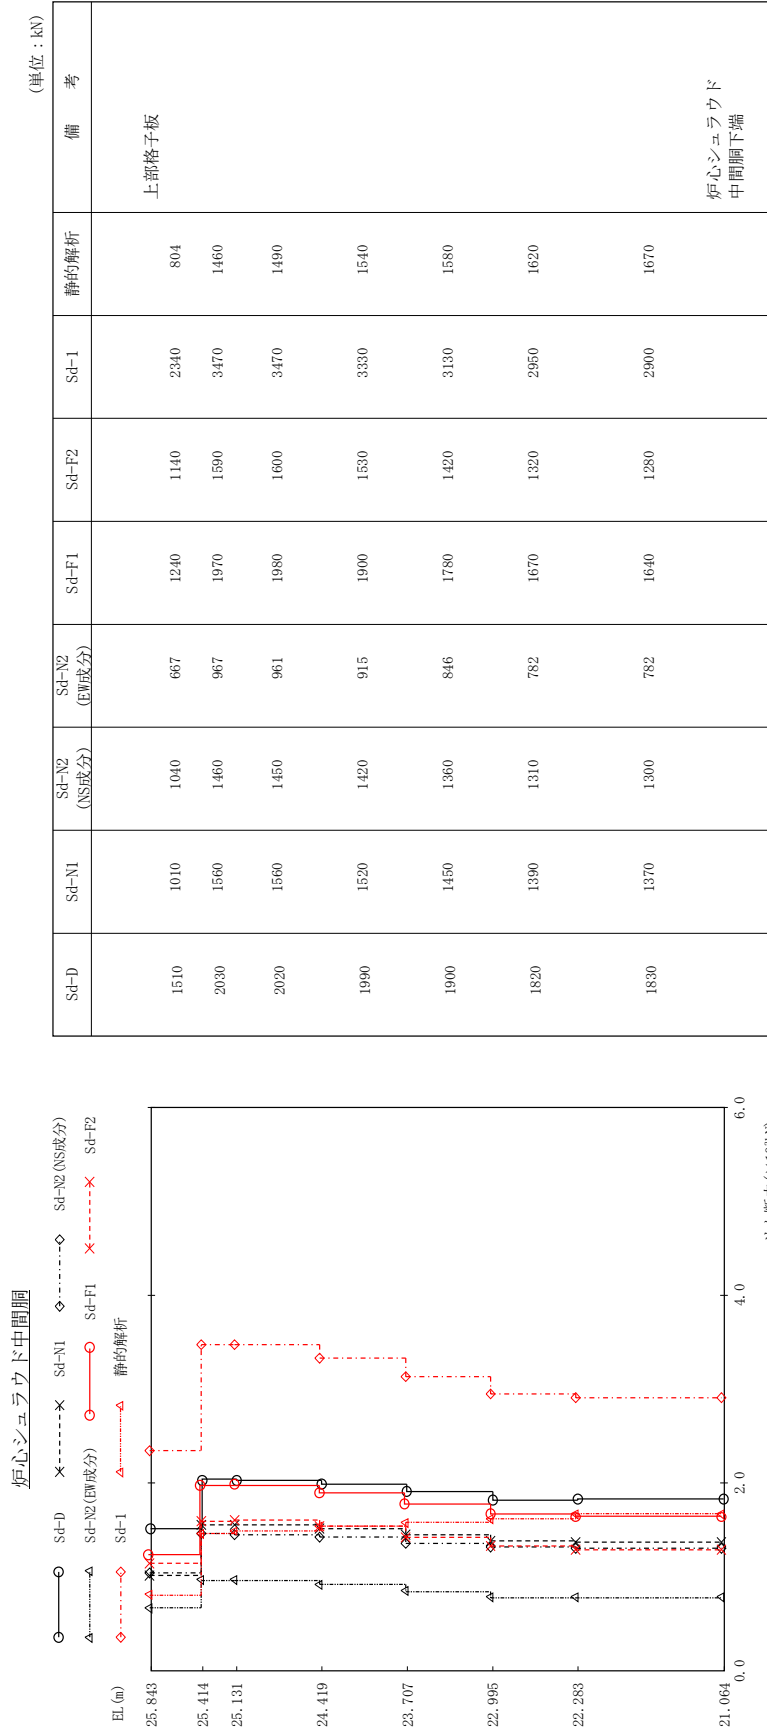 炉心シュラウド中間胴
Sd-D
Sd-N1
Sd-N2(NS成分)
Sd-N2(EW成分)
Sd-F1
Sd-F2
Sd-1
静的解析
EL(m)
25.843
25.414
25.131
24.419
23.707
22.995
22.283
21.064
0.0 2.0 4.0 6.0
(単位:kN)
Sd-D Sd-N1 Sd-N2 (NS成分) Sd-N2 (EW成分) Sd-F1 Sd-F2 Sd-1 静的解析 備 考
上部格子板
1510 1010 1040 667 1240 1140 2340 804
2030 1560 1460 967 1970 1590 3470 1460
2020 1560 1450 961 1980 1600 3470 1490
1990 1520 1420 915 1900 1530 3330 1540
1900 1450 1360 846 1780 1420 3130 1580
1820 1390 1310 782 1670 1320 2950 1620
1830 1370 1300 782 1640 1280 2900 1670
炉心シュラウド
中間胴下端